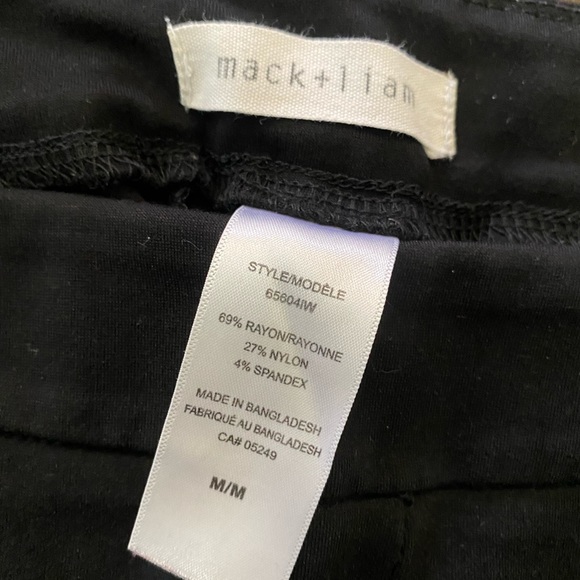 mack+liam
STYLE/MODÈLE
65604IW
69% RAYON/RAYONNE
27% NYLON
4% SPANDEX
MADE IN BANGLADESH
FABRIQUÉ AU BANGLADESH
CA# 05249
M/M